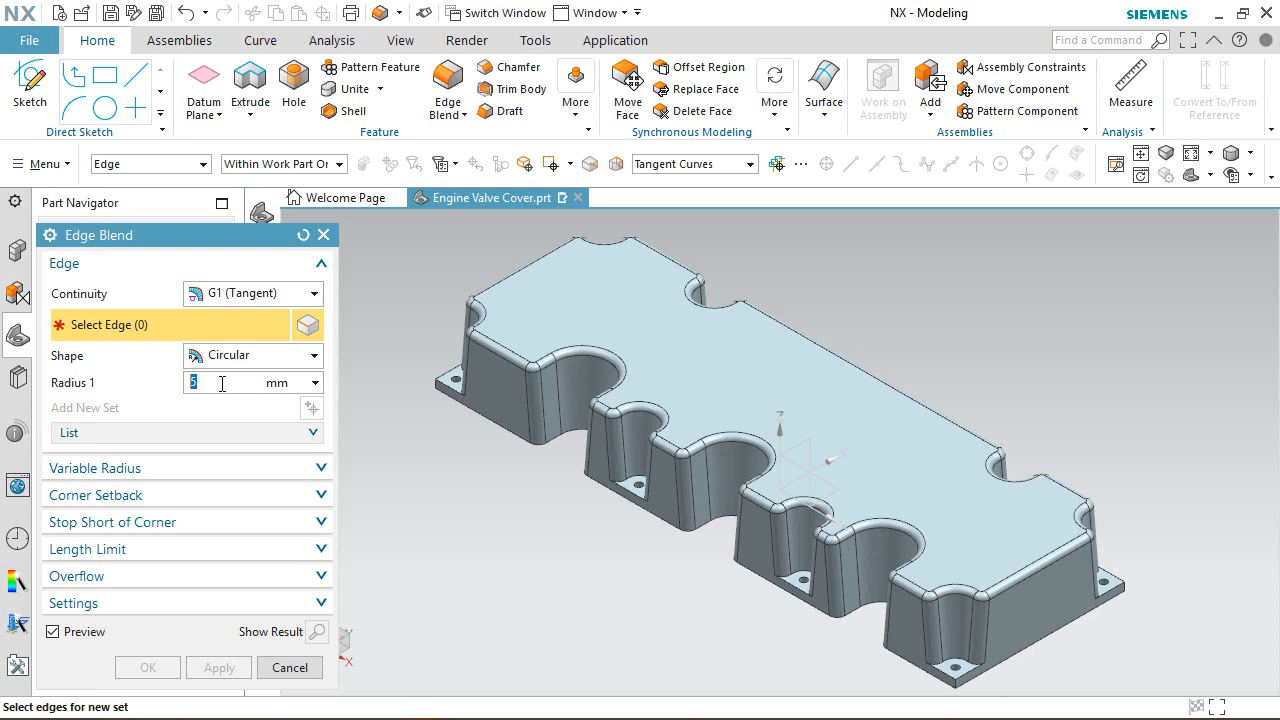 NX
Switch Window
Window
NX - Modeling
SIEMENS
File
Home
Assemblies
Curve
Analysis
View
Render
Tools
Application
Find a Command
Sketch
Direct Sketch
Datum Plane
Extrude
Hole
Pattern Feature
Unite
Shell
Edge Blend
Chamfer
Trim Body
Draft
More
Feature
Move Face
Offset Region
Replace Face
Delete Face
More
Synchronous Modeling
Surface
Work on Assembly
Add
Assembly Constraints
Move Component
Pattern Component
Assemblies
Measure
Analysis
Convert To/From Reference
Menu
Edge
Within Work Part Or
Tangent Curves
Part Navigator
Welcome Page
Engine Valve Cover.prt
Edge Blend
Edge
Continuity
G1 (Tangent)
* Select Edge (0)
Shape
Circular
Radius 1
5
mm
Add New Set
List
Variable Radius
Corner Setback
Stop Short of Corner
Length Limit
Overflow
Settings
Preview
Show Result
OK
Apply
Cancel
X
Select edges for new set